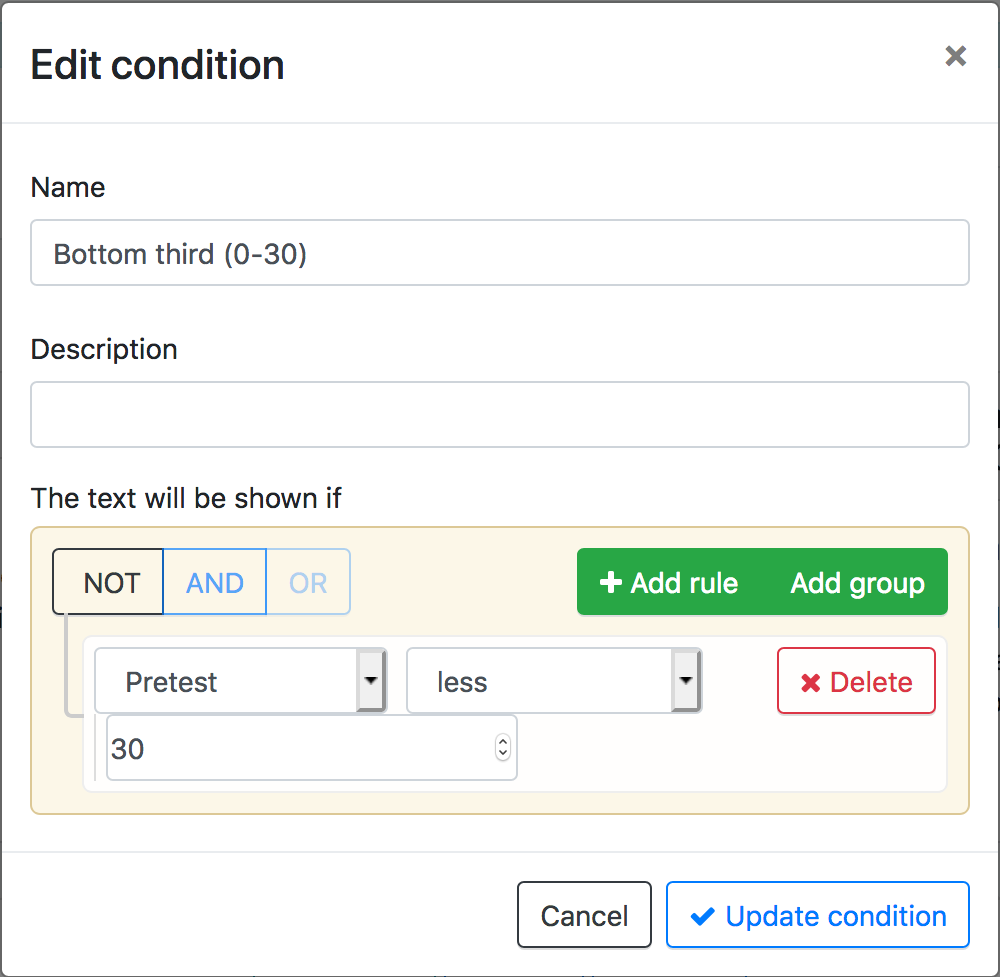 Edit condition
Name
Bottom third (0-30)
Description
The text will be shown if
NOT AND OR Add rule Add group
Pretest less Delete
30
Cancel Update condition